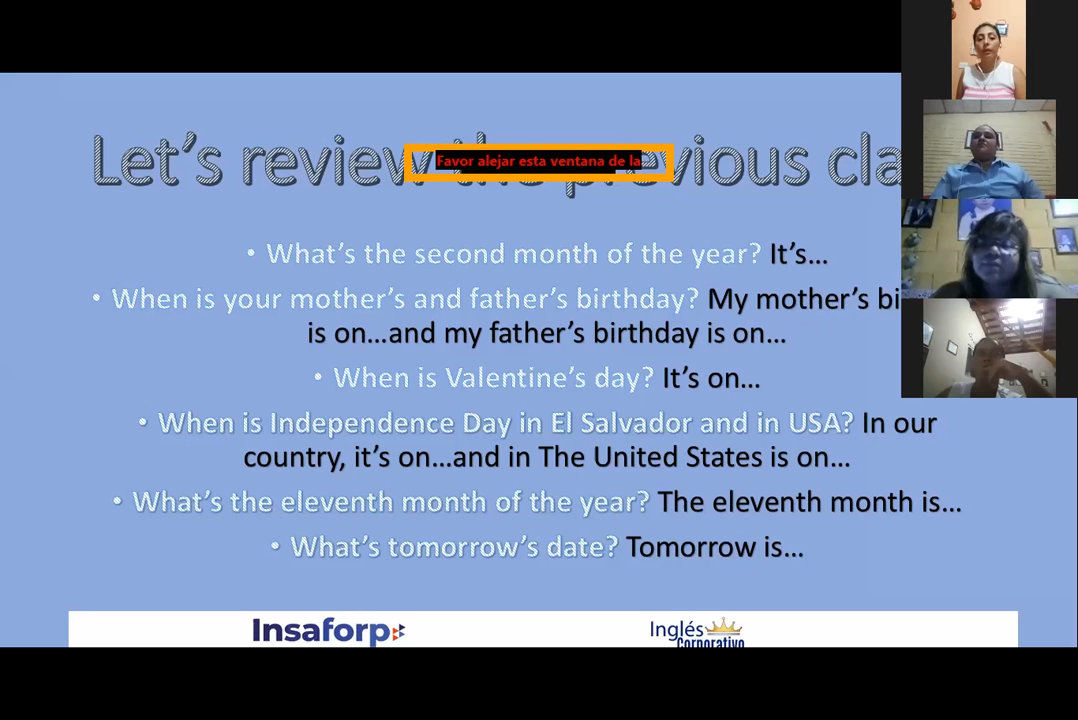 Let's review the previous cla
Favor alejar esta ventana de la
• What's the second month of the year? It's...
• When is your mother's and father's birthday? My mother's bi
is on...and my father's birthday is on...
• When is Valentine's day? It's on...
• When is Independence Day in El Salvador and in USA? In our
country, it's on...and in The United States is on...
• What's the eleventh month of the year? The eleventh month is...
• What's tomorrow's date? Tomorrow is...
Insaforp
Inglés
Corporativo